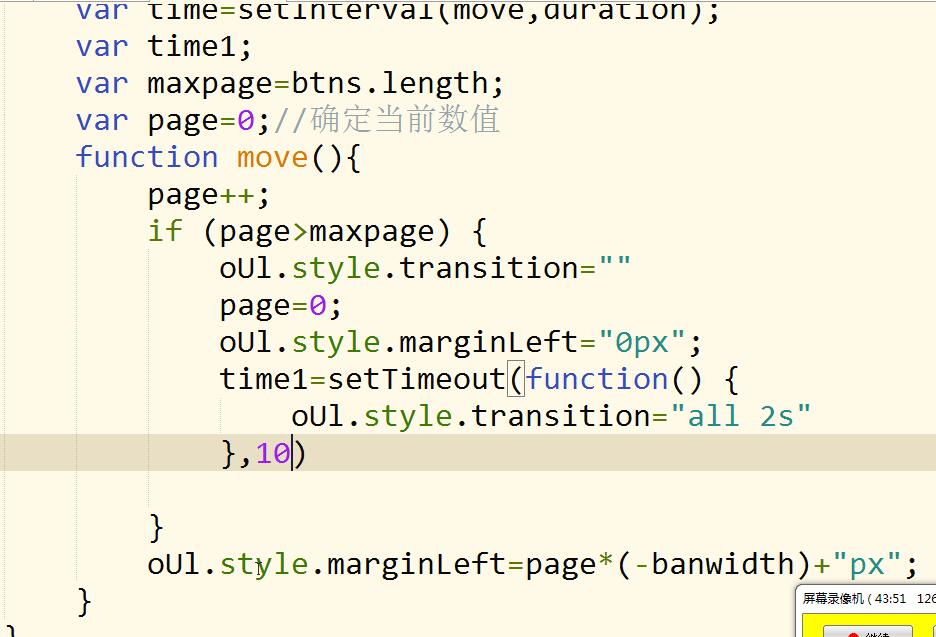 var time=setInterval(move,duration);
var time1;
var maxpage=btns.length;
var page=0;//确定当前数值
function move(){
page++;
if (page>maxpage) {
oUl.style.transition=""
page=0;
oUl.style.marginLeft="0px";
time1=setTimeout(function() {
oUl.style.transition="all 2s"
},10)
}
oUl.style.marginLeft=page*(-banwidth)+"px";
}
}
屏幕录像机 ( 43:51 126
继续